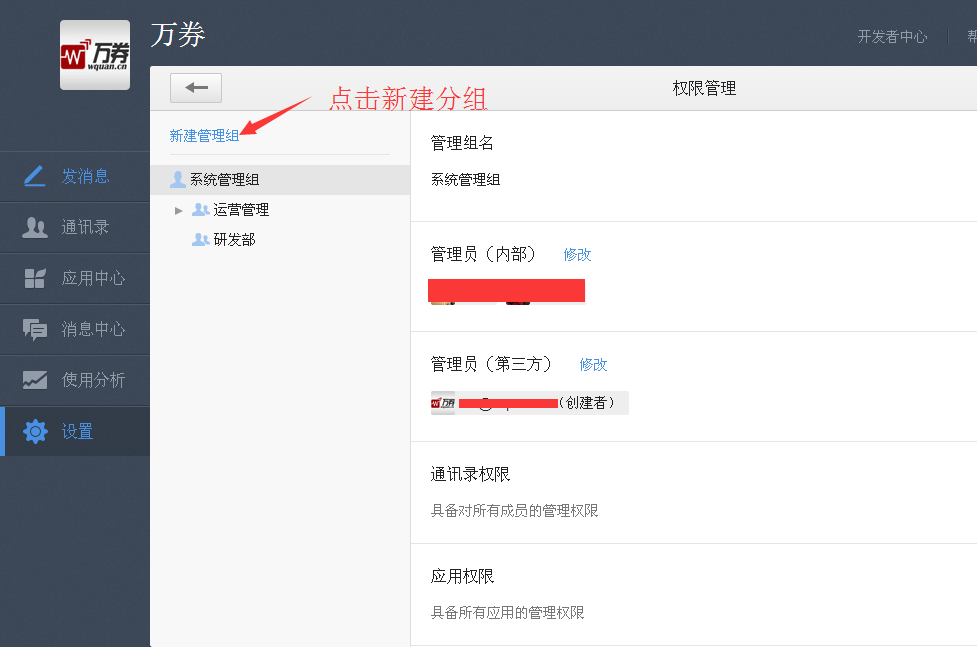 万券
万券
wquan.cn
开发者中心
权限管理
点击新建分组
新建管理组
系统管理组
运营管理
研发部
发消息
通讯录
应用中心
消息中心
使用分析
设置
管理组名
系统管理组
管理员（内部） 修改
管理员（第三方） 修改
万券
（创建者）
通讯录权限
具备对所有成员的管理权限
应用权限
具备所有应用的管理权限